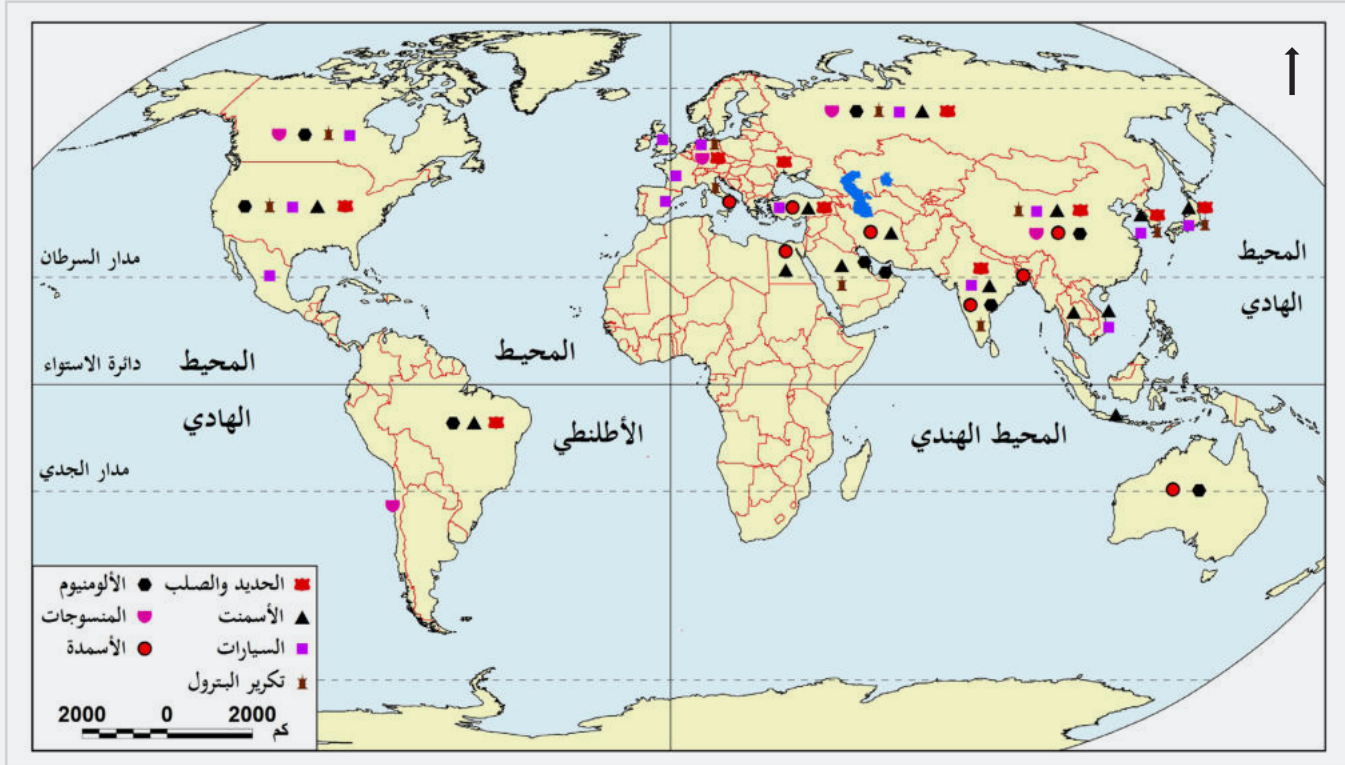 مدار السرطان
المحيط
الهادي
دائرة الاستواء
المحيط
المحيط
الهادي
الأطلنطي
المحيط الهندي
مدار الجدي
الحديد والصلب
الألومنيوم
الأسمنت
المنسوجات
السيارات
الأسمدة
تكرير البترول
2000 0 2000
كم